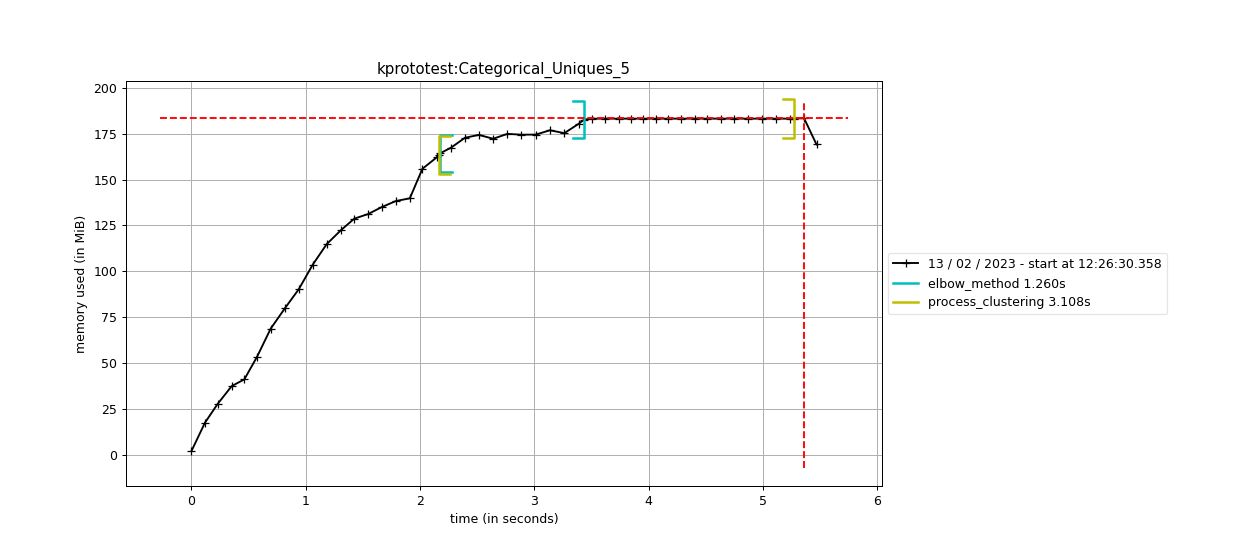 kprototest:Categorical_Uniques_5
200
175
150
125
100
75
50
25
0
memory used (in MiB)
0 1 2 3 4 5 6
time (in seconds)
13 / 02 / 2023 - start at 12:26:30.358
elbow_method 1.260s
process_clustering 3.108s